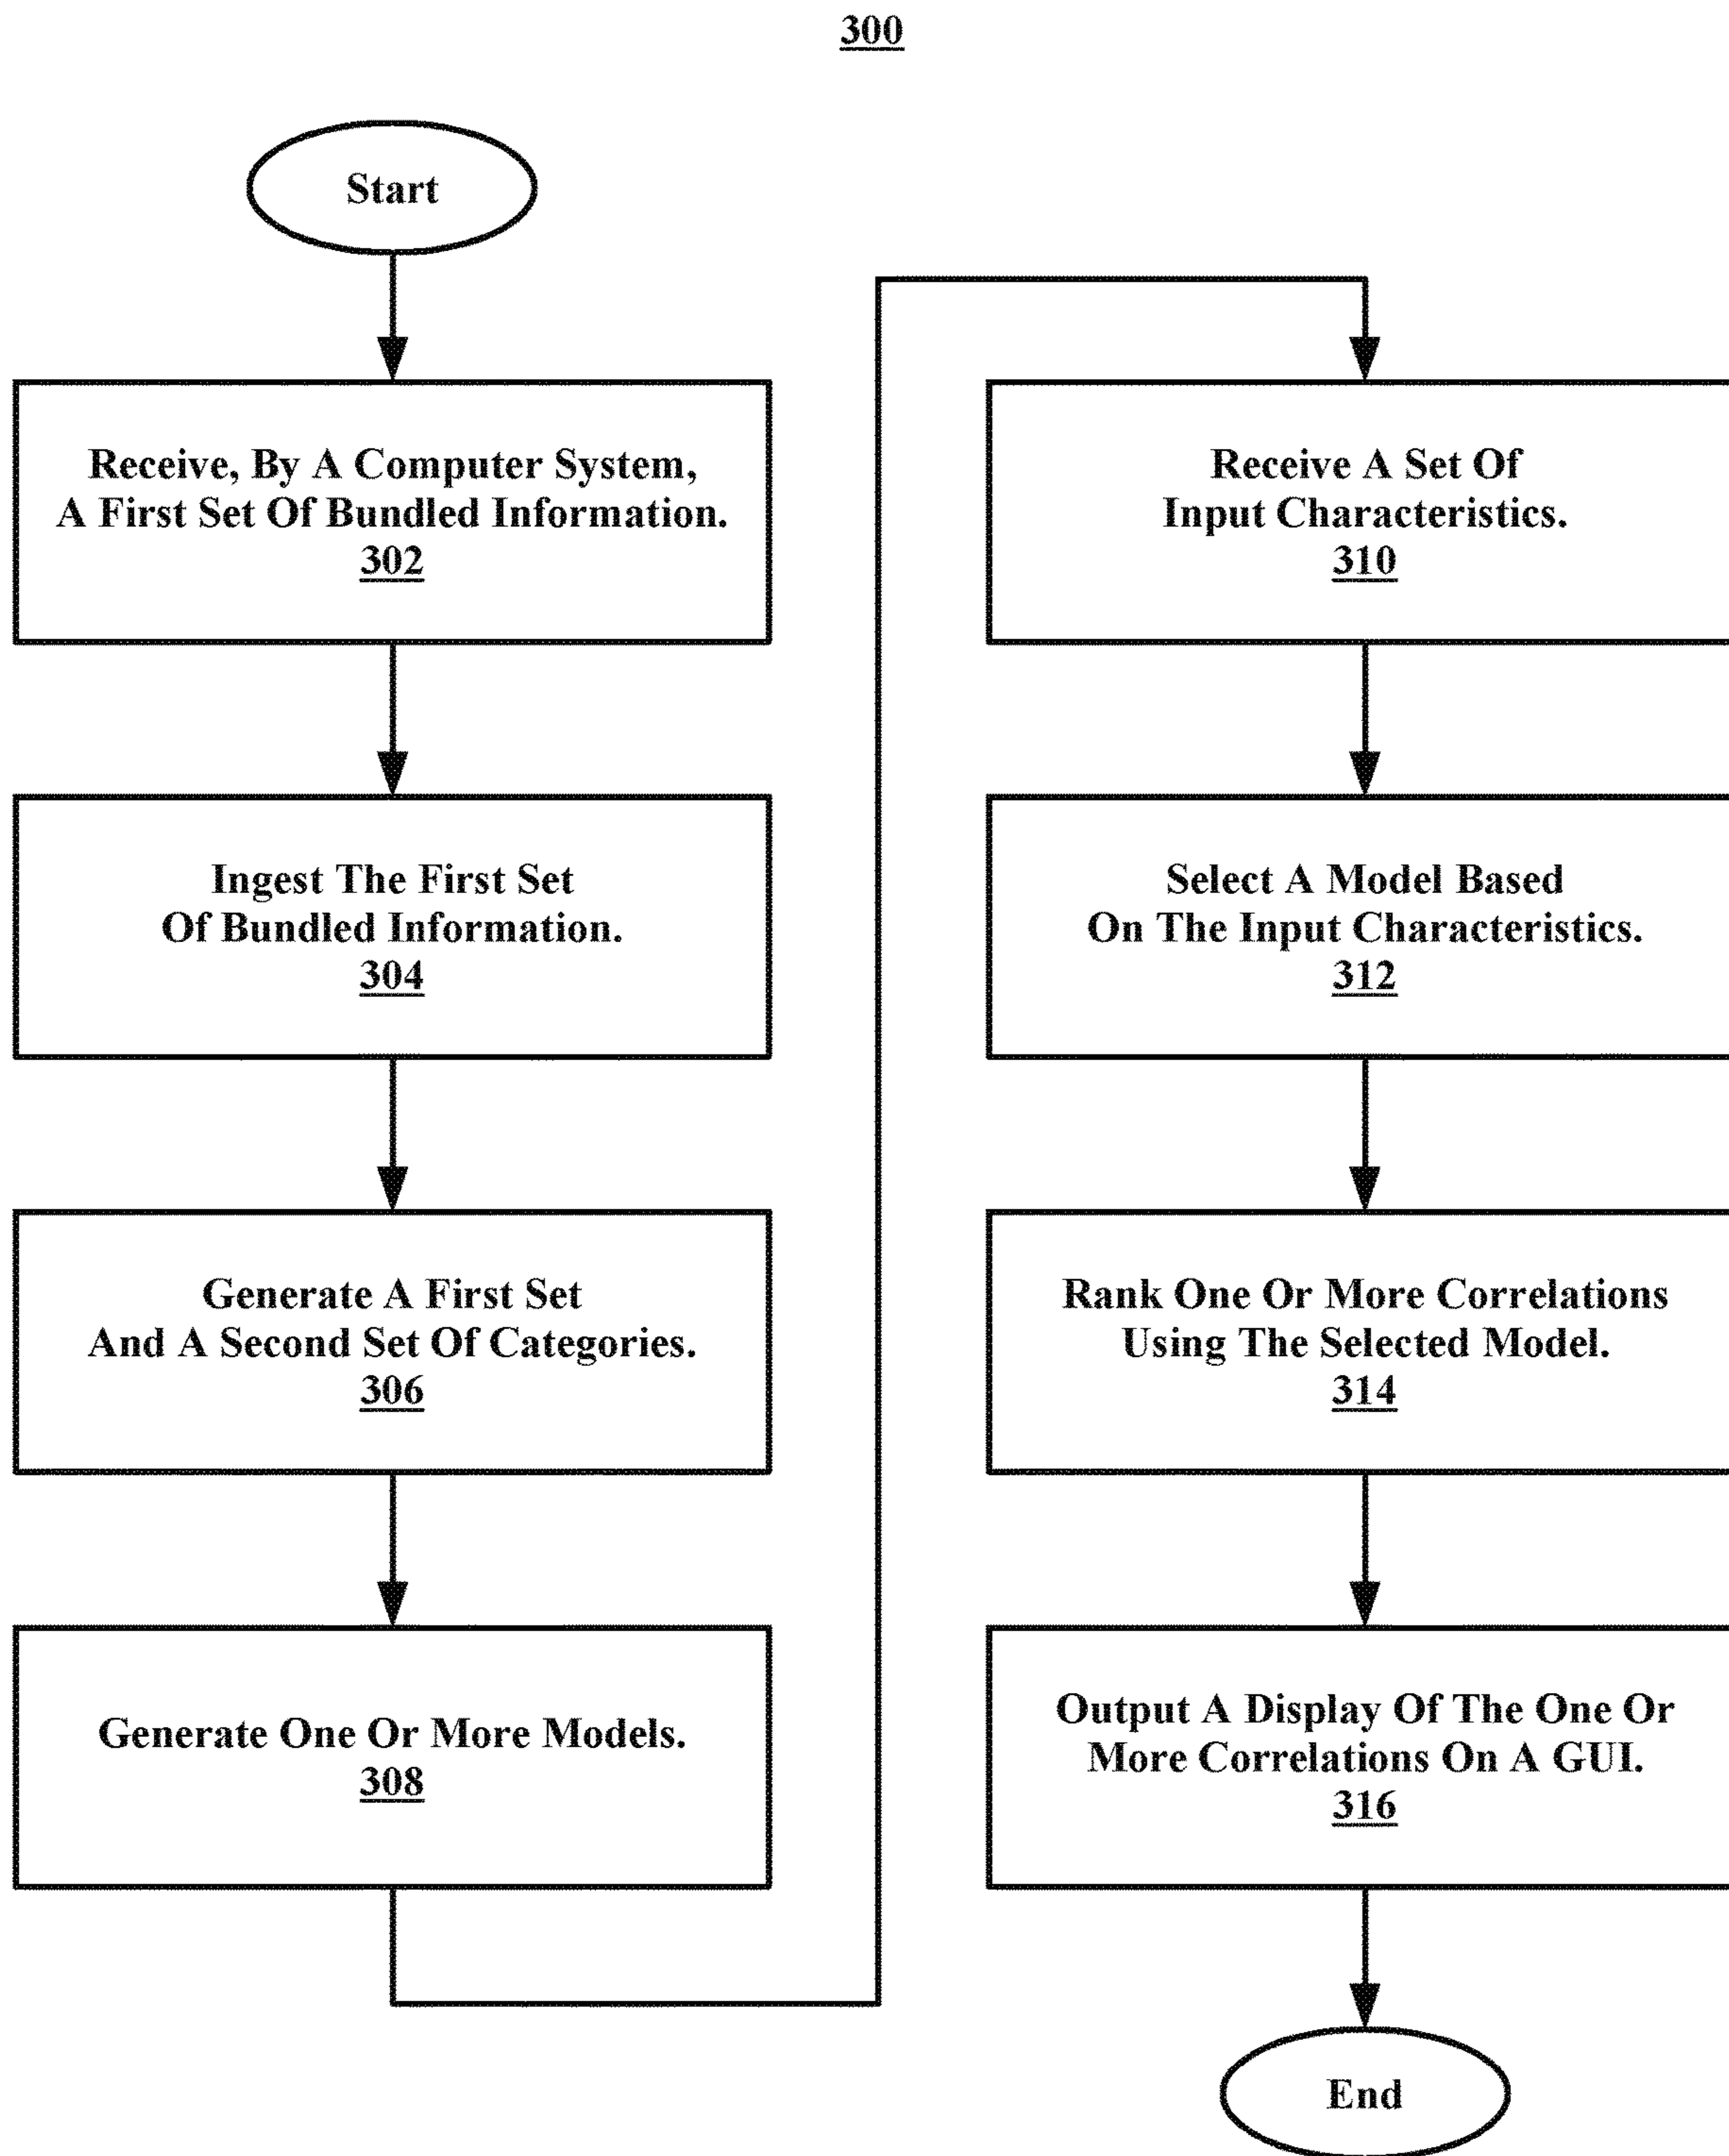 300
Start
Receive, By A Computer System,
A First Set Of Bundled Information.
302
Ingest The First Set
Of Bundled Information.
304
Generate A First Set
And A Second Set Of Categories.
306
Generate One Or More Models.
308
Receive A Set Of
Input Characteristics.
310
Select A Model Based
On The Input Characteristics.
312
Rank One Or More Correlations
Using The Selected Model.
314
Output A Display Of The One Or
More Correlations On A GUI.
316
End